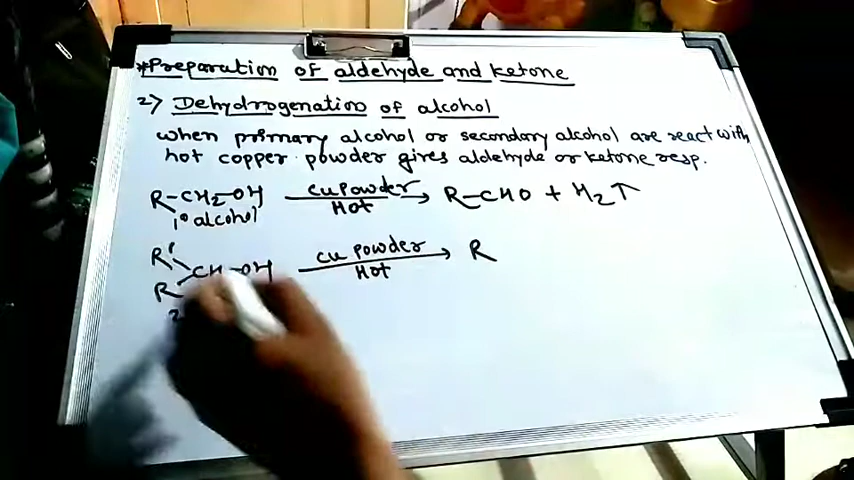 *Preparation of aldehyde and ketone
2> Dehydrogenation of alcohol
when primary alcohol or secondary alcohol are react with
hot copper powder gives aldehyde or ketone resp.
R-CH2-OH Cu Powder Hot → R-CHO + H2↑
1° alcohol
R'
CH-OH Cu Powder Hot → R
R
2